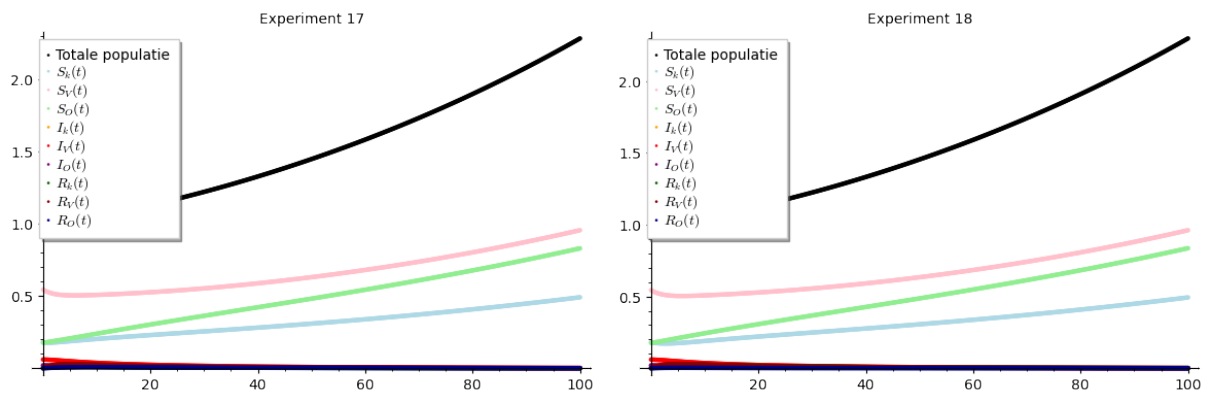 Experiment 17
Totale populatie
S_k(t)
S_V(t)
S_O(t)
I_k(t)
I_V(t)
I_O(t)
R_k(t)
R_V(t)
R_O(t)
2.0
1.5
1.0
0.5
20 40 60 80 100
Experiment 18
Totale populatie
S_k(t)
S_V(t)
S_O(t)
I_k(t)
I_V(t)
I_O(t)
R_k(t)
R_V(t)
R_O(t)
2.0
1.5
1.0
0.5
20 40 60 80 100